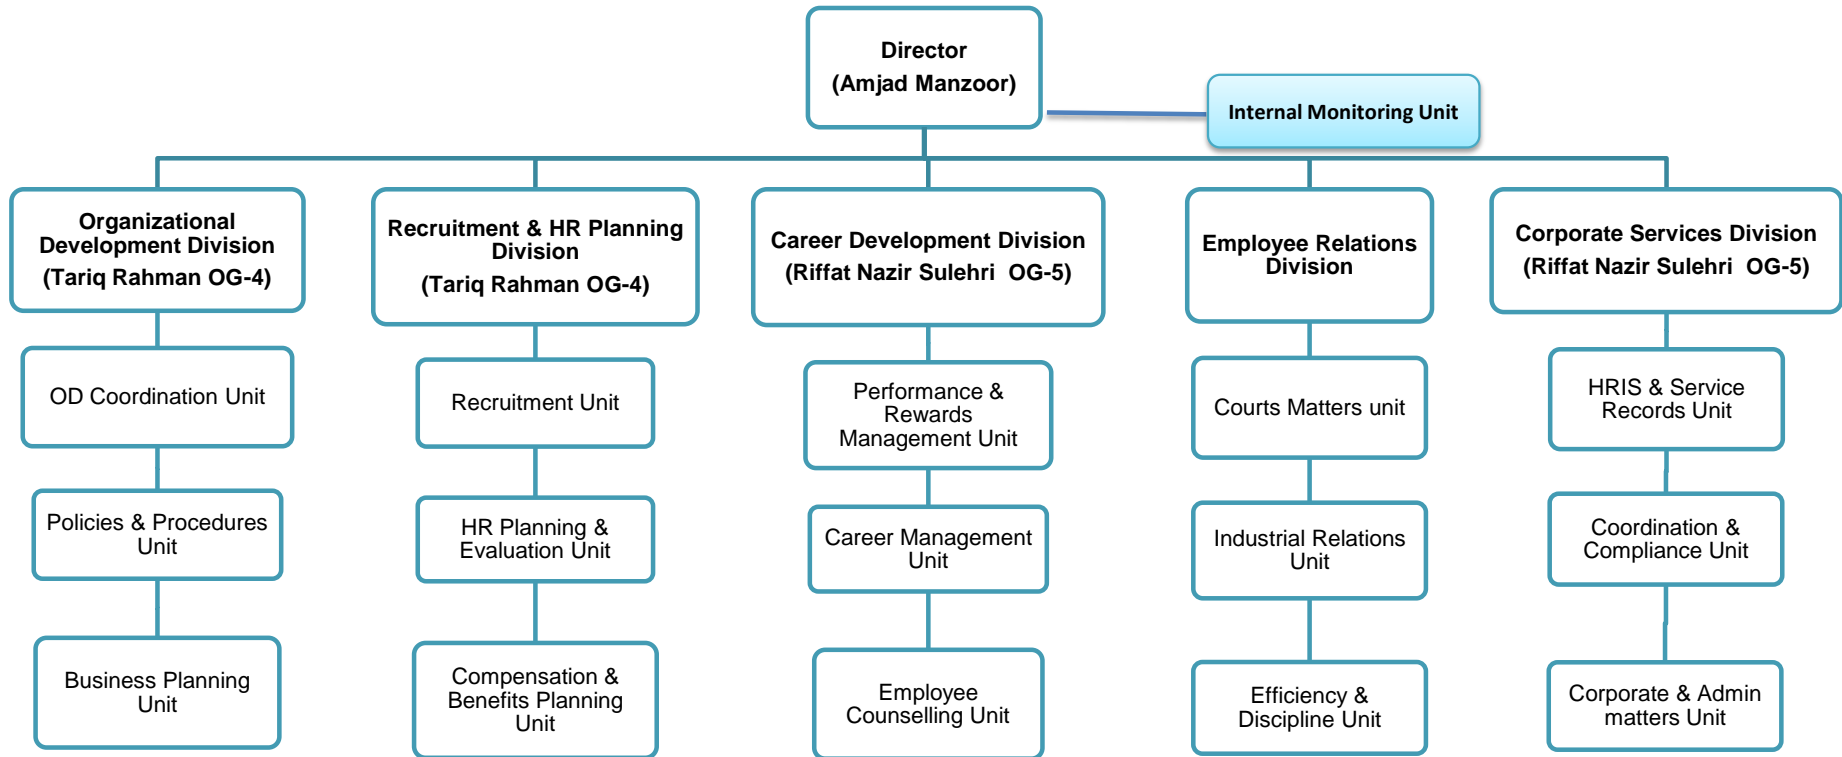 Director
(Amjad Manzoor)
Internal Monitoring Unit
Organizational
Development Division
(Tariq Rahman OG-4)
Recruitment & HR Planning
Division
(Tariq Rahman OG-4)
Career Development Division
(Riffat Nazir Sulehri  OG-5)
Employee Relations
Division
Corporate Services Division
(Riffat Nazir Sulehri  OG-5)
OD Coordination Unit
Policies & Procedures
Unit
Business Planning
Unit
Recruitment Unit
HR Planning &
Evaluation Unit
Compensation &
Benefits Planning
Unit
Performance &
Rewards
Management Unit
Career Management
Unit
Employee
Counselling Unit
Courts Matters unit
Industrial Relations
Unit
Efficiency &
Discipline Unit
HRIS & Service
Records Unit
Coordination &
Compliance Unit
Corporate & Admin
matters Unit